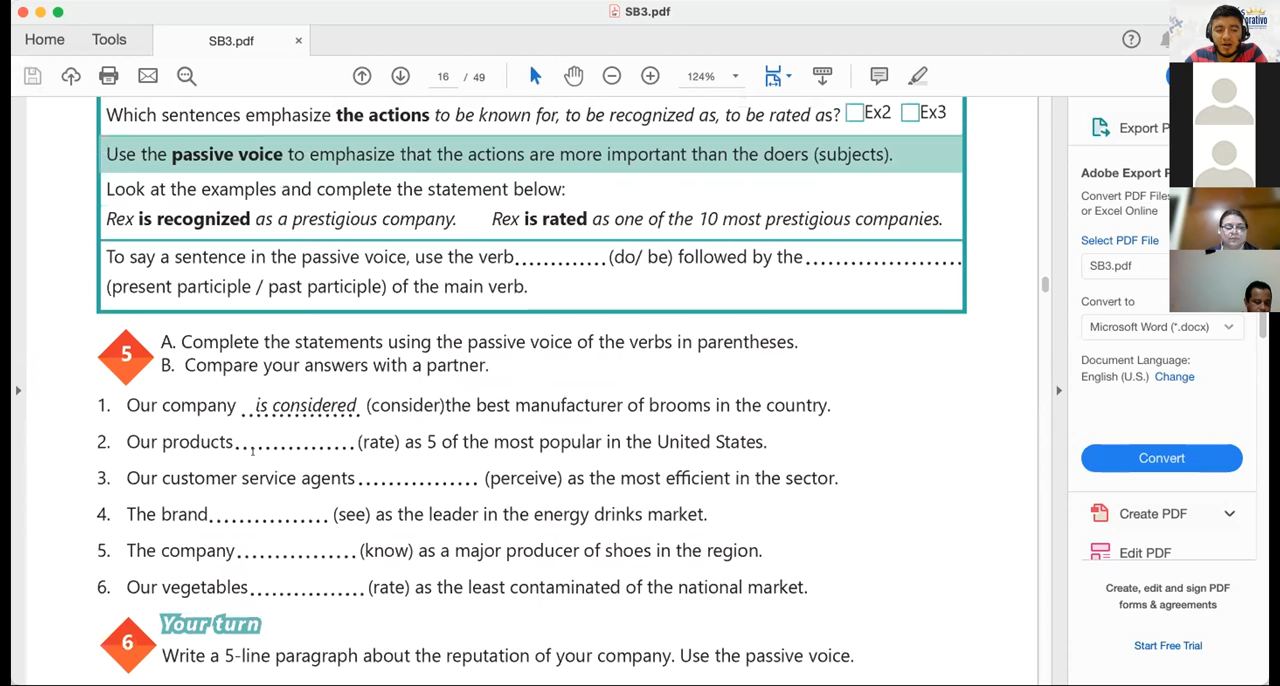 SB3.pdf
Home
Tools
SB3.pdf
×
?
16 / 49
124%
Which sentences emphasize the actions to be known for, to be recognized as, to be rated as? Ex2 Ex3
Use the passive voice to emphasize that the actions are more important than the doers (subjects).
Look at the examples and complete the statement below:
Rex is recognized as a prestigious company. Rex is rated as one of the 10 most prestigious companies.
To say a sentence in the passive voice, use the verb............. (do/ be) followed by the ......................
(present participle / past participle) of the main verb.
5
A. Complete the statements using the passive voice of the verbs in parentheses.
B. Compare your answers with a partner.
1. Our company ..is considered. (consider)the best manufacturer of brooms in the country.
2. Our products................. (rate) as 5 of the most popular in the United States.
3. Our customer service agents ................. (perceive) as the most efficient in the sector.
4. The brand................. (see) as the leader in the energy drinks market.
5. The company................. (know) as a major producer of shoes in the region.
6. Our vegetables................. (rate) as the least contaminated of the national market.
6
Your turn
Write a 5-line paragraph about the reputation of your company. Use the passive voice.
Export P
Adobe Export P
Convert PDF Files
or Excel Online
Select PDF File
SB3.pdf
Convert to
Microsoft Word (*.docx)
Document Language:
English (U.S.) Change
Convert
Create PDF
Edit PDF
Create, edit and sign PDF
forms & agreements
Start Free Trial